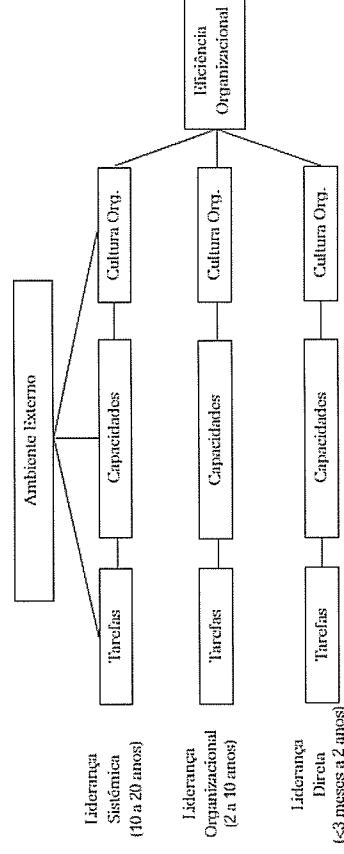 Ambiente Externo
Liderança
Sistémica
(10 a 20 anos)
Tarefas
Capacidades
Cultura Org.
Liderança
Organizacional
(2 a 10 anos)
Tarefas
Capacidades
Cultura Org.
Eficiência
Organizacional
Liderança
Direta
(<3 meses a 2 anos)
Tarefas
Capacidades
Cultura Org.